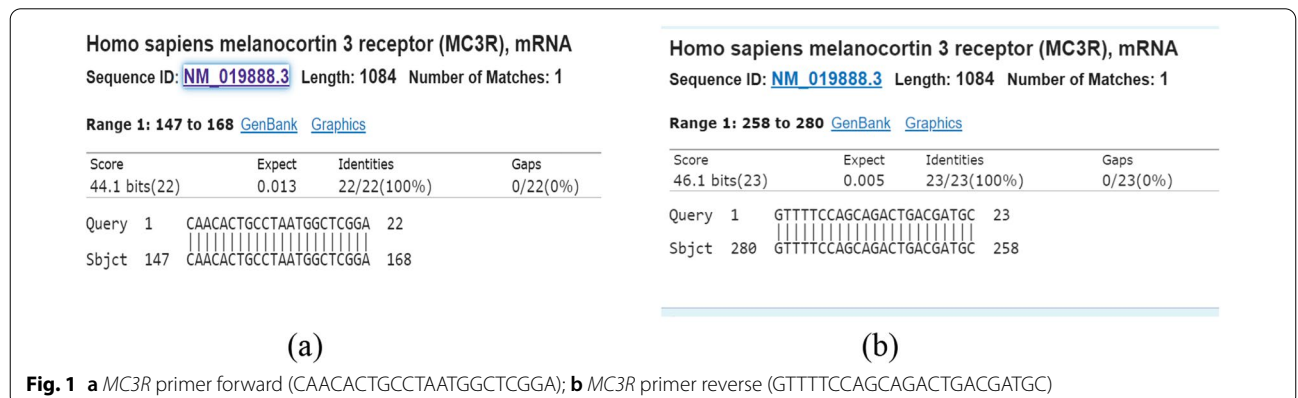 Homo sapiens melanocortin 3 receptor (MC3R), mRNA
Sequence ID: NM_019888.3 Length: 1084 Number of Matches: 1
Range 1: 147 to 168 GenBank Graphics
Score Expect Identities Gaps
44.1 bits(22) 0.013 22/22(100%) 0/22(0%)
Query 1 CAACACTGCCTAATGGCTCGGA 22
Sbjct 147 CAACACTGCCTAATGGCTCGGA 168
(a)
Homo sapiens melanocortin 3 receptor (MC3R), mRNA
Sequence ID: NM_019888.3 Length: 1084 Number of Matches: 1
Range 1: 258 to 280 GenBank Graphics
Score Expect Identities Gaps
46.1 bits(23) 0.005 23/23(100%) 0/23(0%)
Query 1 GTTTTCCAGCAGACTGACGATGC 23
Sbjct 280 GTTTTCCAGCAGACTGACGATGC 258
(b)
Fig. 1 a MC3R primer forward (CAACACTGCCTAATGGCTCGGA); b MC3R primer reverse (GTTTTCCAGCAGACTGACGATGC)